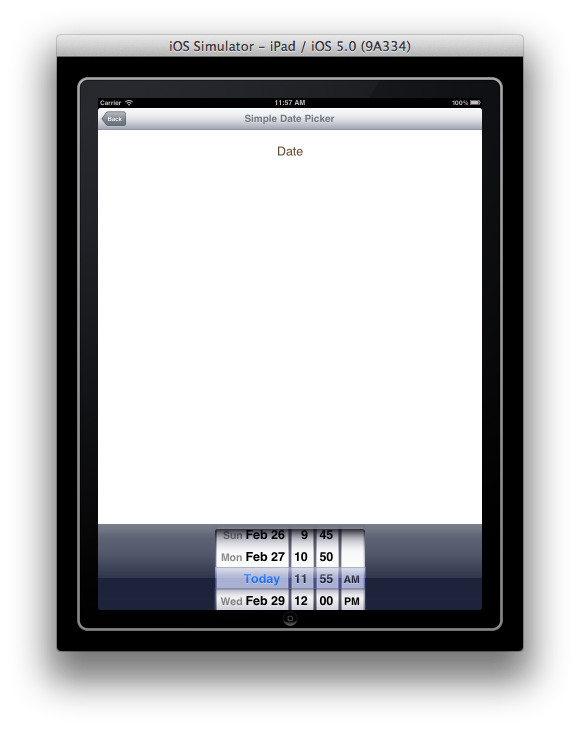 iOS Simulator – iPad / iOS 5.0 (9A334)
Carrier 11:57 AM 100%
Back Simple Date Picker
Date
Sun Feb 26 9 45
Mon Feb 27 10 50
Today 11 55 AM
Wed Feb 29 12 00 PM